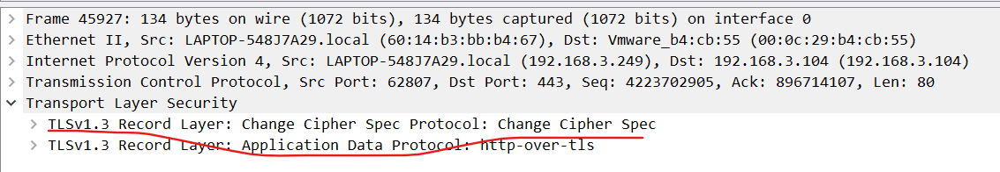 Frame 45927: 134 bytes on wire (1072 bits), 134 bytes captured (1072 bits) on interface 0
Ethernet II, Src: LAPTOP-548J7A29.local (60:14:b3:bb:b4:67), Dst: Vmware_b4:cb:55 (00:0c:29:b4:cb:55)
Internet Protocol Version 4, Src: LAPTOP-548J7A29.local (192.168.3.249), Dst: 192.168.3.104 (192.168.3.104)
Transmission Control Protocol, Src Port: 62807, Dst Port: 443, Seq: 4223702905, Ack: 896714107, Len: 80
Transport Layer Security
TLSv1.3 Record Layer: Change Cipher Spec Protocol: Change Cipher Spec
TLSv1.3 Record Layer: Application Data Protocol: http-over-tls